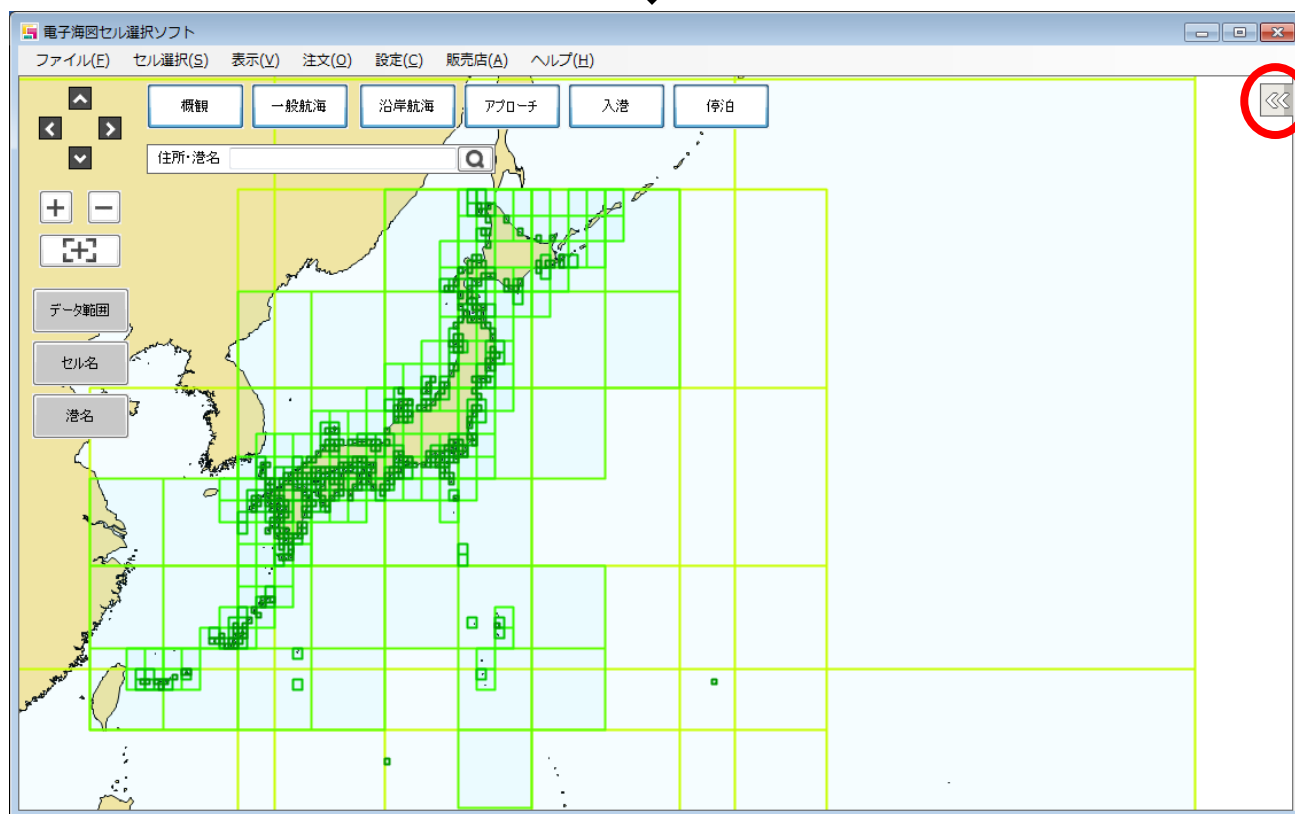 電子海図セル選択ソフト
ファイル(F) セル選択(S) 表示(V) 注文(O) 設定(C) 販売店(A) ヘルプ(H)
概観 一般航海 沿岸航海 アプローチ 入港 停泊
住所・港名
データ範囲
セル名
港名